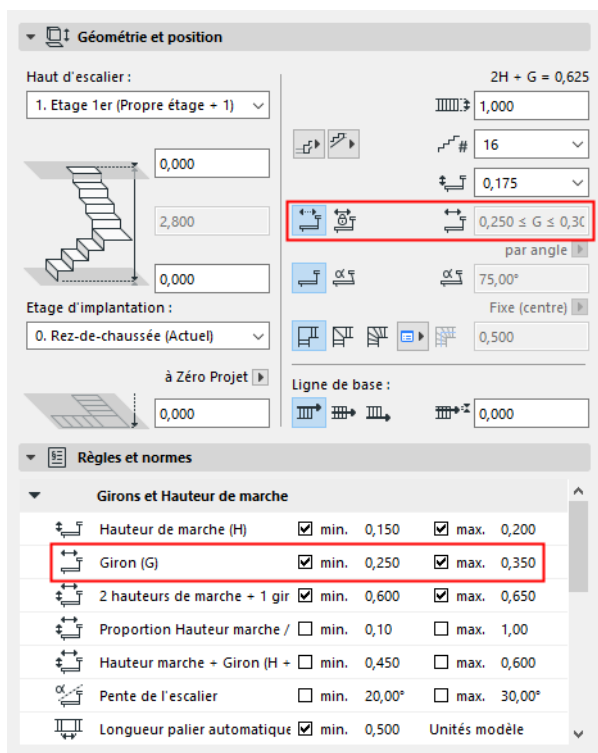 Géométrie et position
Haut d'escalier :
2H + G = 0,625
1. Etage 1er (Propre étage + 1)
1,000
# 16
0,000
0,175
2,800
0,250 ≤ G ≤ 0,30
par angle
0,000
α α 75,00°
Etage d'implantation :
Fixe (centre)
0. Rez-de-chaussée (Actuel)
0,500
à Zéro Projet
Ligne de base :
0,000
0,000
Règles et normes
Girons et Hauteur de marche
Hauteur de marche (H) min. 0,150 max. 0,200
Giron (G) min. 0,250 max. 0,350
2 hauteurs de marche + 1 gir min. 0,600 max. 0,650
Proportion Hauteur marche / min. 0,10 max. 1,00
Hauteur marche + Giron (H + min. 0,450 max. 0,600
α Pente de l'escalier min. 20,00° max. 30,00°
Longueur palier automatique min. 0,500 Unités modèle